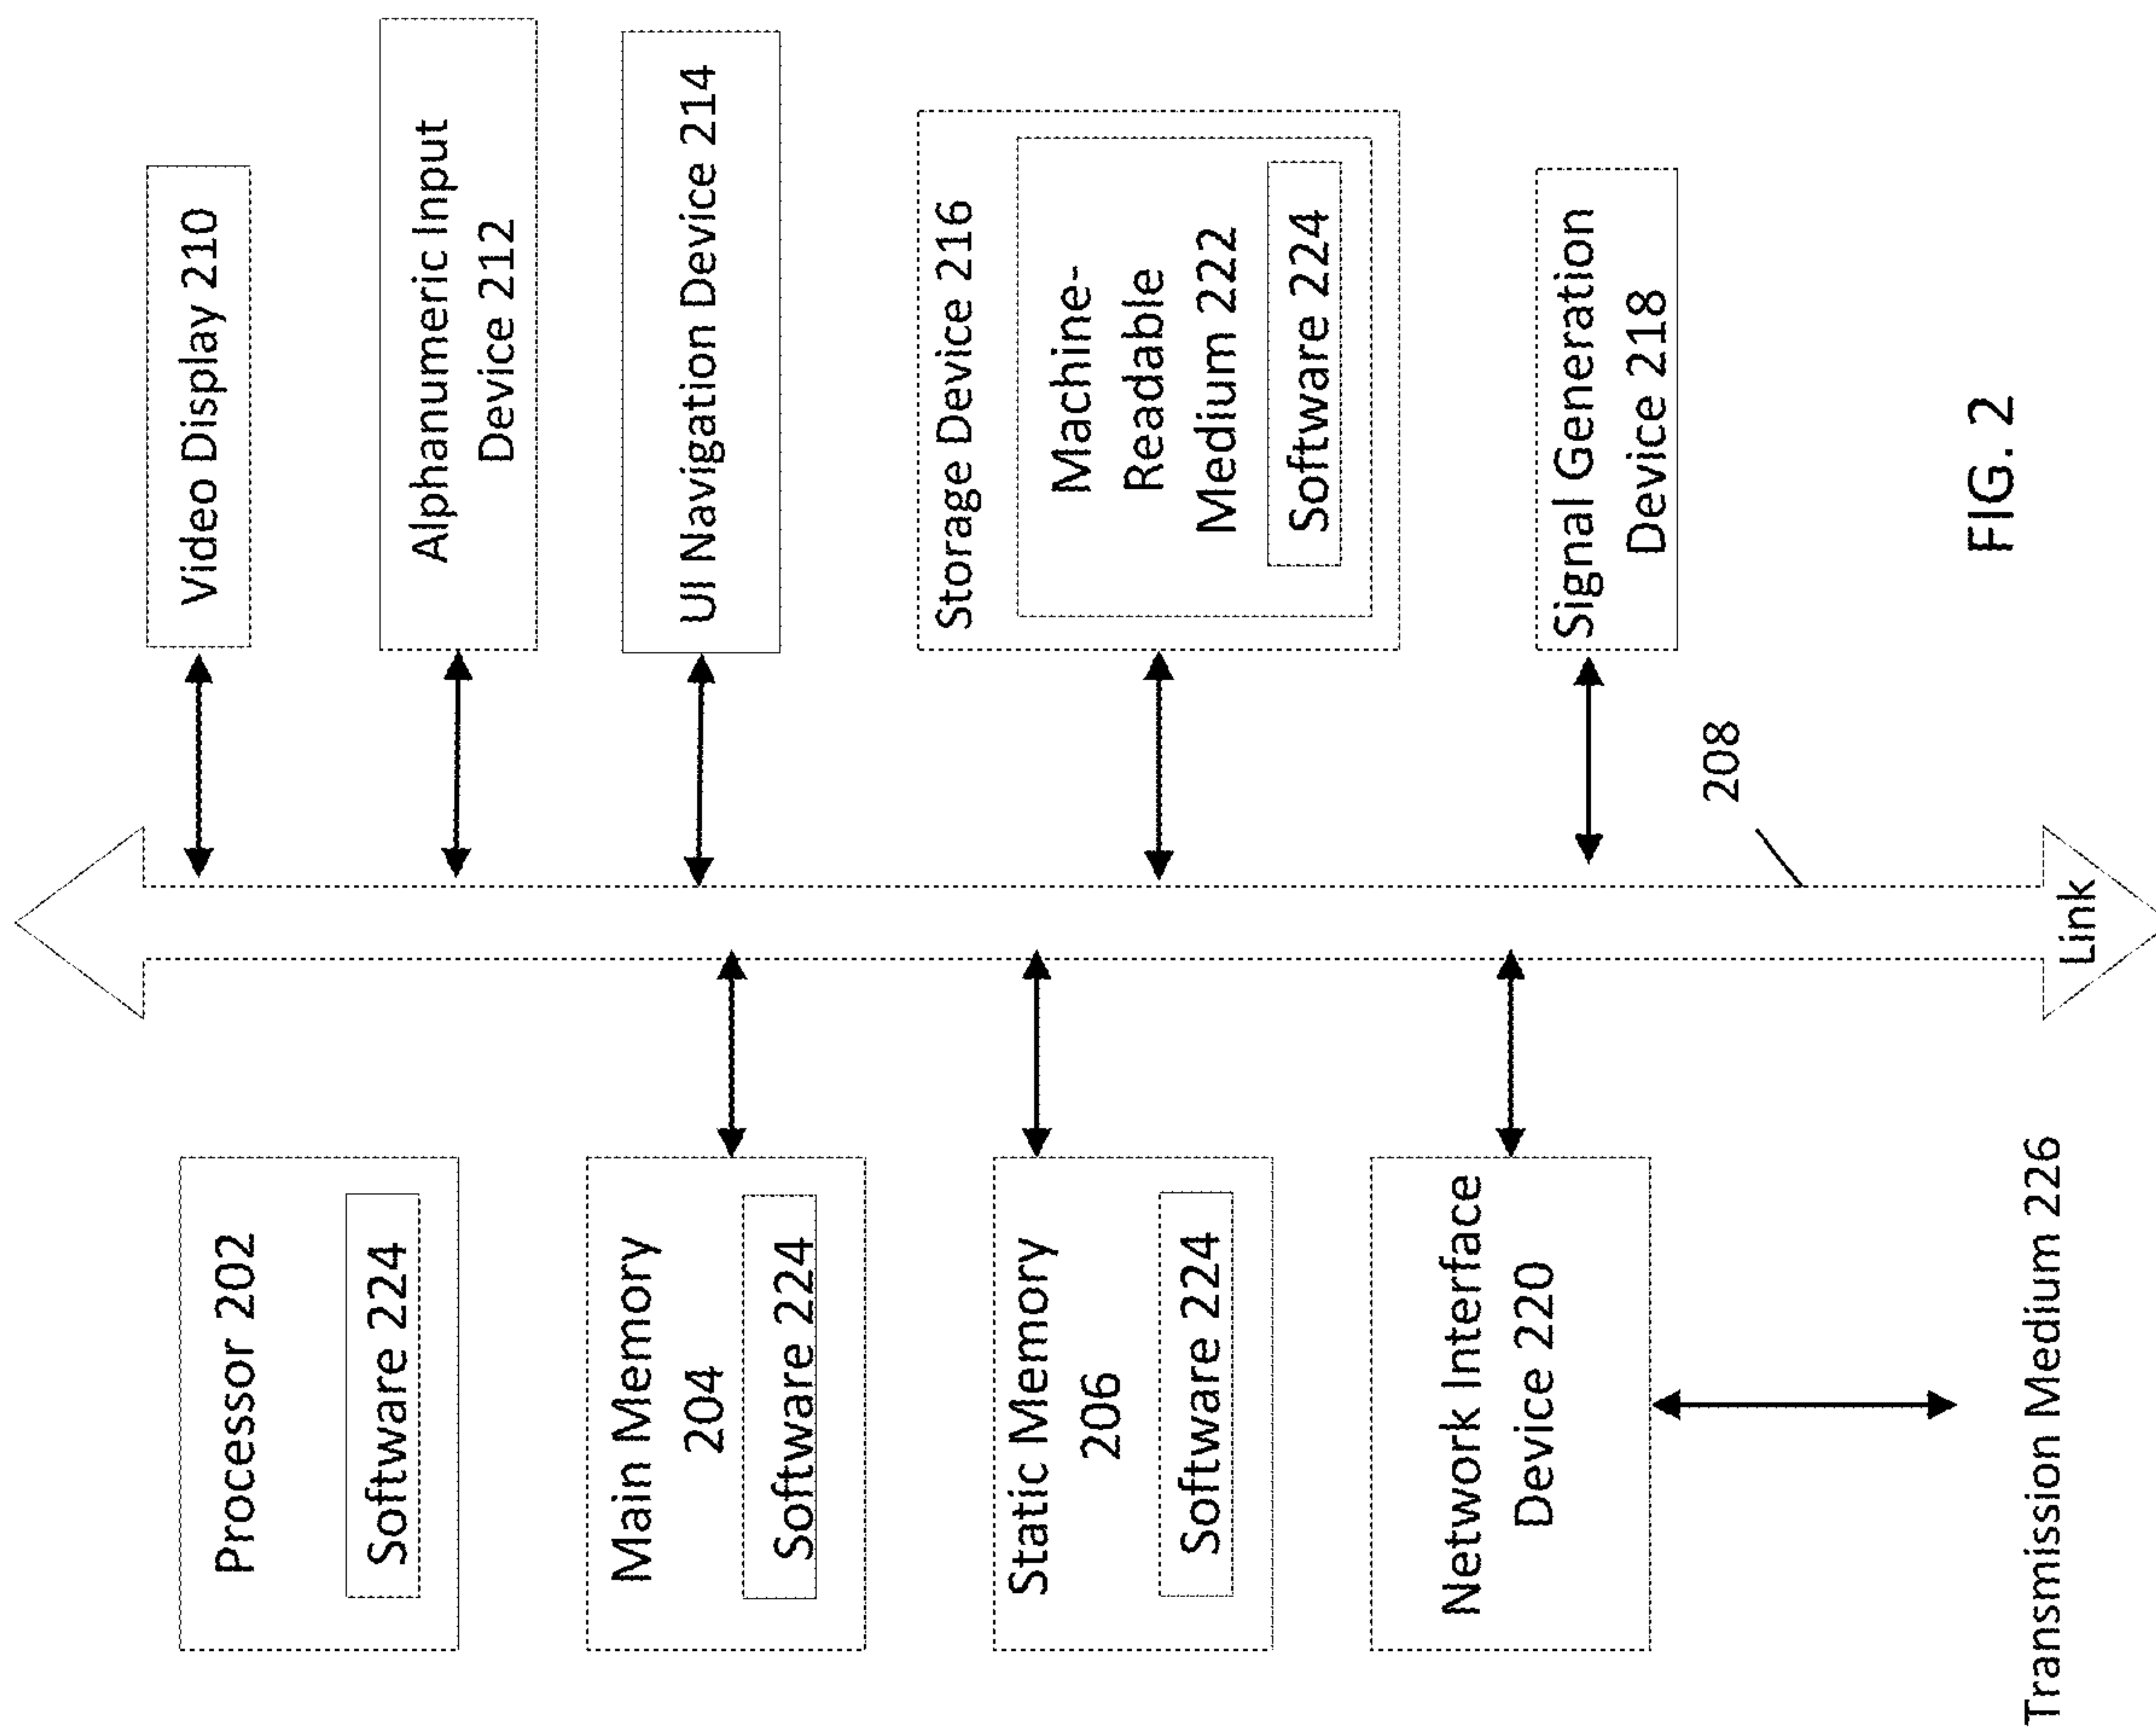 Processor 202
Software 224
Main Memory
204
Software 224
Static Memory
206
Software 224
Network Interface
Device 220
Transmission Medium 226
Link
208
Video Display 210
Alphanumeric Input
Device 212
UI Navigation Device 214
Storage Device 216
Machine-
Readable
Medium 222
Software 224
Signal Generation
Device 218
FIG. 2